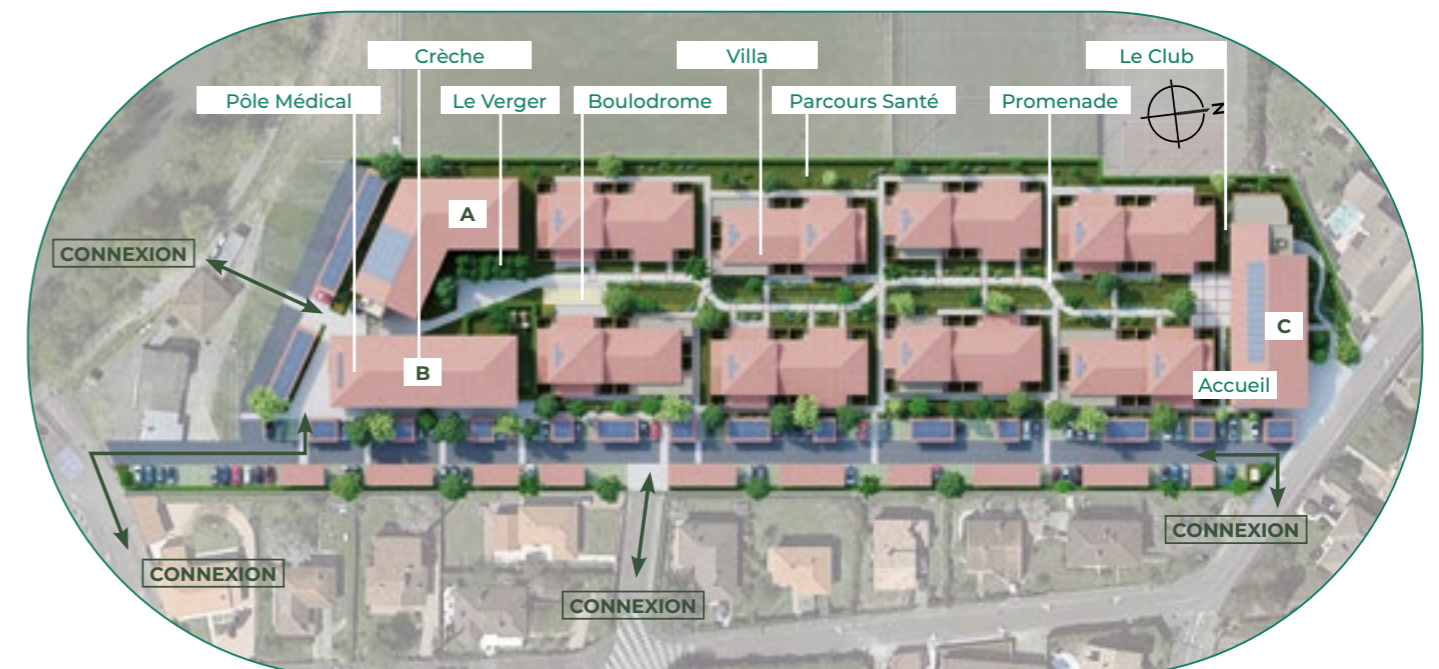 Crèche
Villa
Le Club
Pôle Médical
Le Verger
Boulodrome
Parcours Santé
Promenade
N
A
CONNEXION
C
B
Accueil
CONNEXION
CONNEXION
CONNEXION